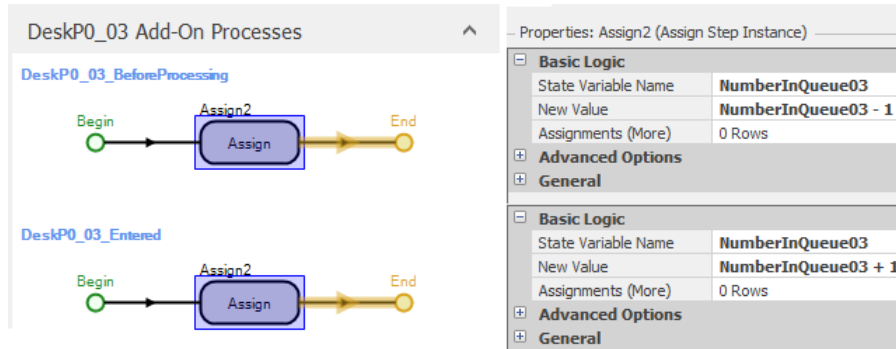 DeskP0_03 Add-On Processes
DeskP0_03_BeforeProcessing
Begin
Assign2
Assign
End
DeskP0_03_Entered
Begin
Assign2
Assign
End
Properties: Assign2 (Assign Step Instance)
Basic Logic
State Variable Name NumberInQueue03
New Value NumberInQueue03 - 1
Assignments (More) 0 Rows
Advanced Options
General
Basic Logic
State Variable Name NumberInQueue03
New Value NumberInQueue03 + 1
Assignments (More) 0 Rows
Advanced Options
General